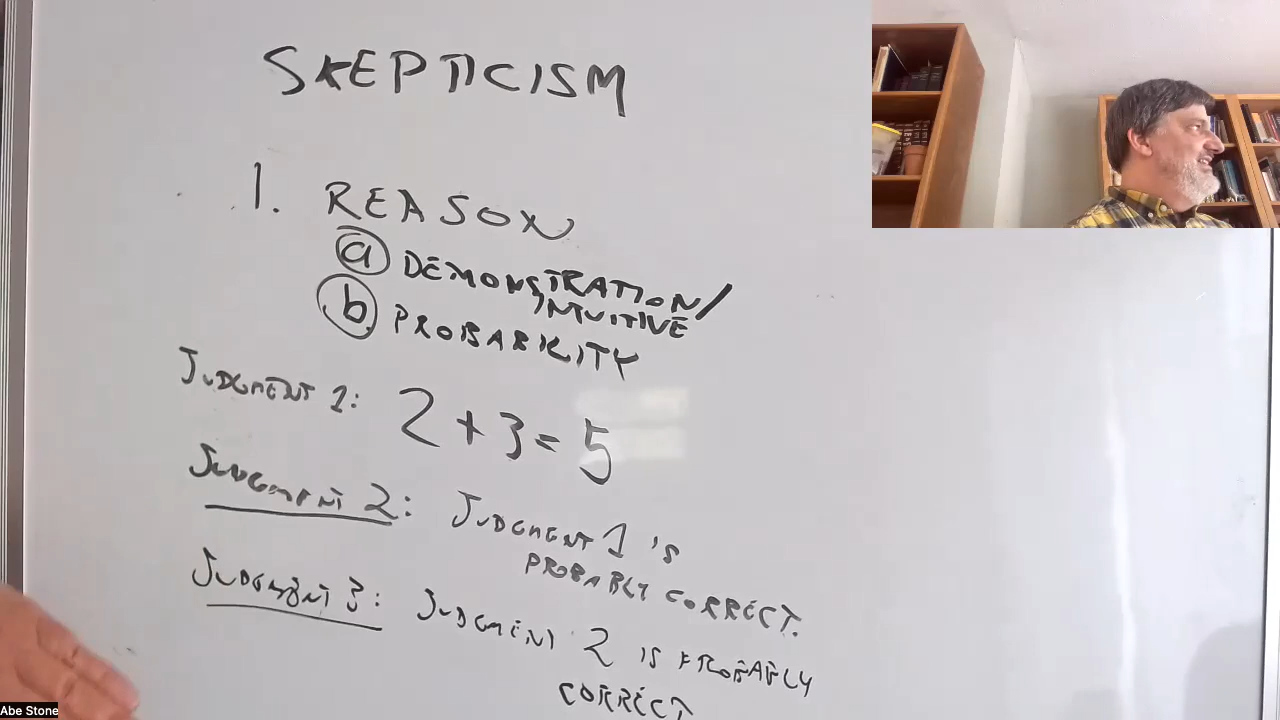 SKEPTICISM
1. REASON
a DEMONSTRATION/
INTUITIVE
b PROBABILITY
JUDGMENT 1: 2+3=5
JUDGMENT 2: JUDGMENT 1 IS
PROBABLY CORRECT.
JUDGMENT 3: JUDGMENT 2 IS PROBABLY
CORRECT
Abe Stone